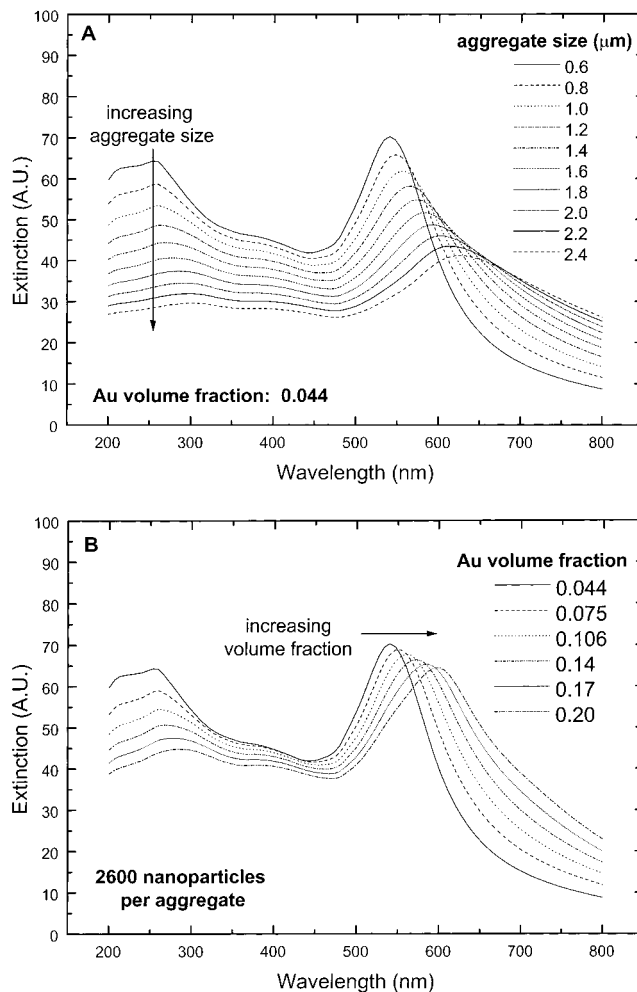 A
aggregate size (μm)
0.6
0.8
1.0
1.2
1.4
1.6
1.8
2.0
2.2
2.4
increasing
aggregate size
Au volume fraction: 0.044
Extinction (A.U.)
100
90
80
70
60
50
40
30
20
10
0
200 300 400 500 600 700 800
Wavelength (nm)
B
Au volume fraction
0.044
0.075
0.106
0.14
0.17
0.20
increasing
volume fraction
2600 nanoparticles
per aggregate
Extinction (A.U.)
100
90
80
70
60
50
40
30
20
10
0
200 300 400 500 600 700 800
Wavelength (nm)